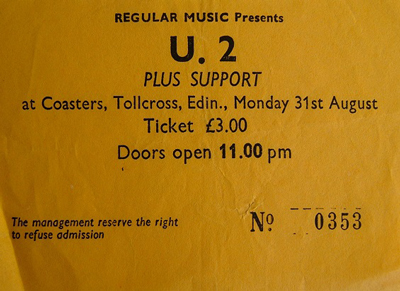 REGULAR MUSIC Presents
U. 2
PLUS SUPPORT
at Coasters, Tollcross, Edin., Monday 31st August
Ticket £3.00
Doors open 11.00 pm
The management reserve the right
to refuse admission
Nº 0353